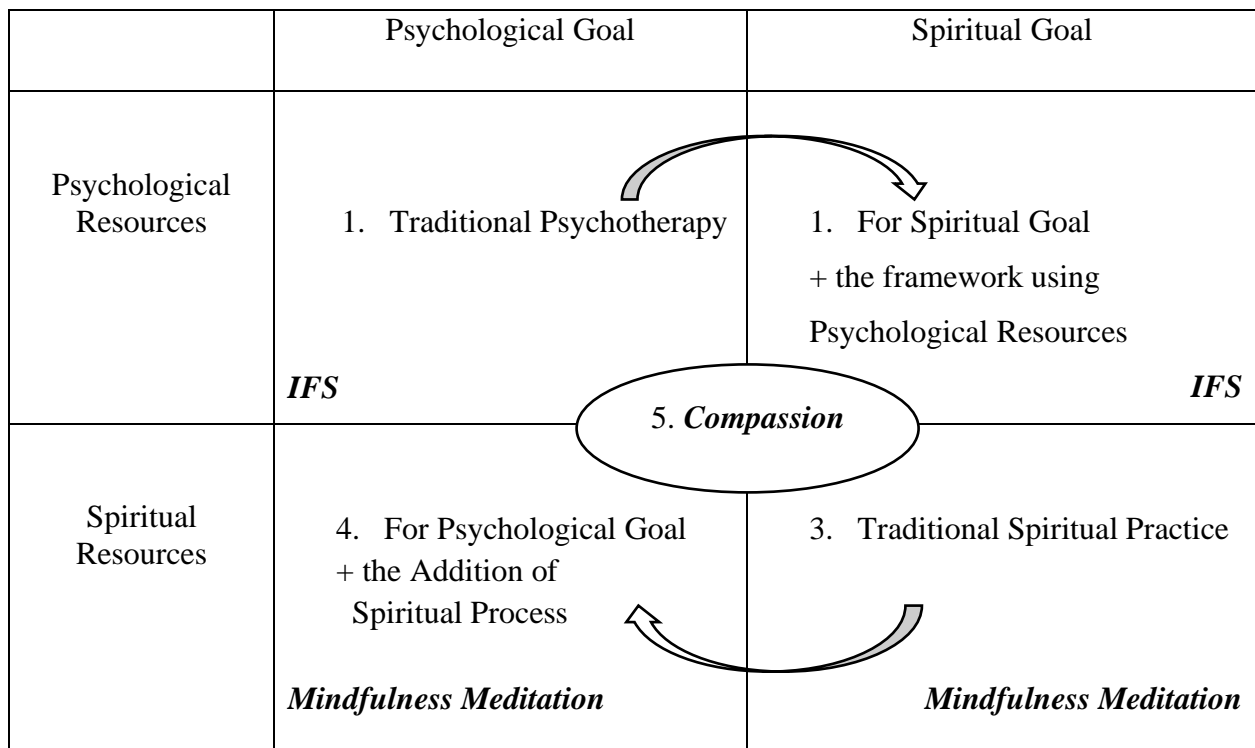 Psychological Goal
Spiritual Goal
Psychological
Resources
1. Traditional Psychotherapy
1. For Spiritual Goal
+ the framework using
Psychological Resources
IFS
IFS
5. Compassion
Spiritual
Resources
4. For Psychological Goal
+ the Addition of
Spiritual Process
3. Traditional Spiritual Practice
Mindfulness Meditation
Mindfulness Meditation